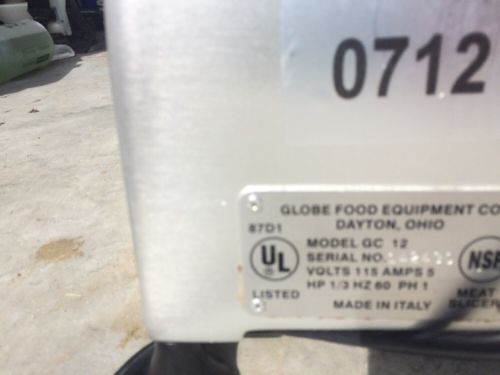 0712
GLOBE FOOD EQUIPMENT CO
DAYTON, OHIO
87D1
MODEL GC 12
SERIAL NO.
UL
NSF
VOLTS 115 AMPS 5
HP 1/3 HZ 60 PH 1
LISTED
MEAT
SLICER
MADE IN ITALY